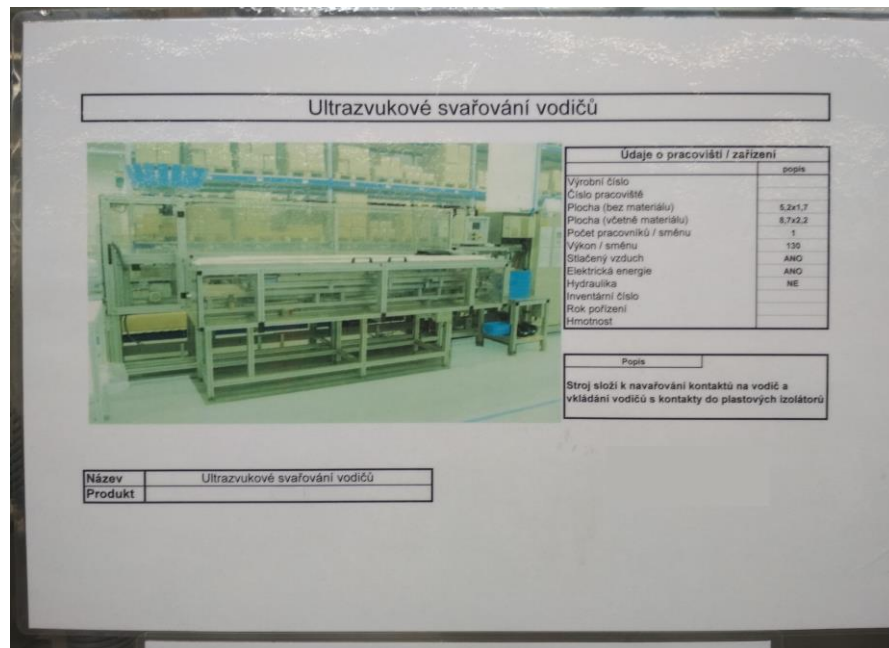 Ultrazvukové svařování vodičů
Údaje o pracovišti / zařízení
popis
Výrobní číslo
Číslo pracoviště
Plocha (bez materiálu) 5,2x1,7
Plocha (včetně materiálu) 8,7x2,2
Počet pracovníků / směnu 1
Výkon / směnu 130
Stlačený vzduch ANO
Elektrická energie ANO
Hydraulika NE
Inventární číslo
Rok pořízení
Hmotnost
Popis
Stroj složí k navařování kontaktů na vodič a
vkládání vodičů s kontakty do plastových izolátorů
Název Ultrazvukové svařování vodičů
Produkt